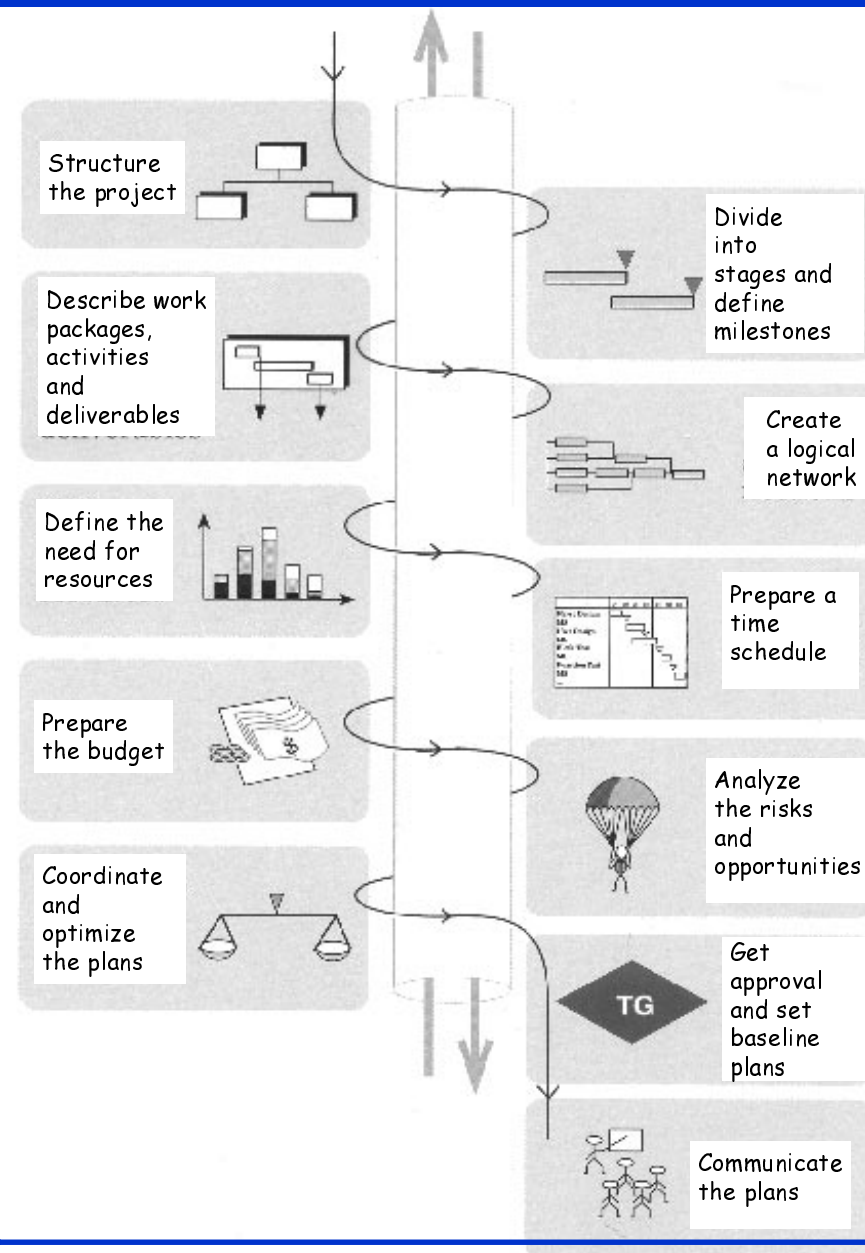 Structure
the project
Divide
into
stages and
define
milestones
Describe work
packages,
activities
and
deliverables
Create
a logical
network
Define the
need for
resources
Prepare a
time
schedule
Prepare
the budget
$
Analyze
the risks
and
opportunities
Coordinate
and
optimize
the plans
TG
Get
approval
and set
baseline
plans
Communicate
the plans